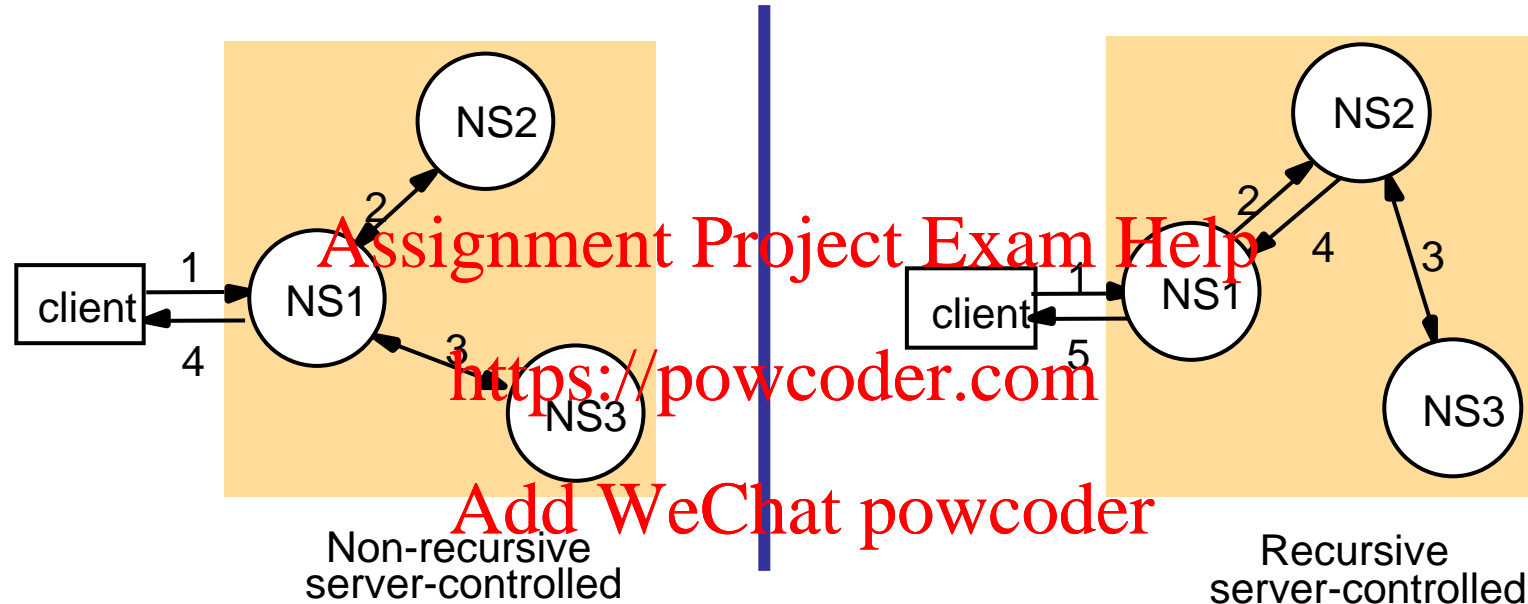 NS2
2
1
client
NS1
4
3
NS3
Non-recursive
server-controlled
NS2
2
4
3
1
client
NS1
5
NS3
Recursive
server-controlled
Assignment Project Exam Help
https://powcoder.com
Add WeChat powcoder